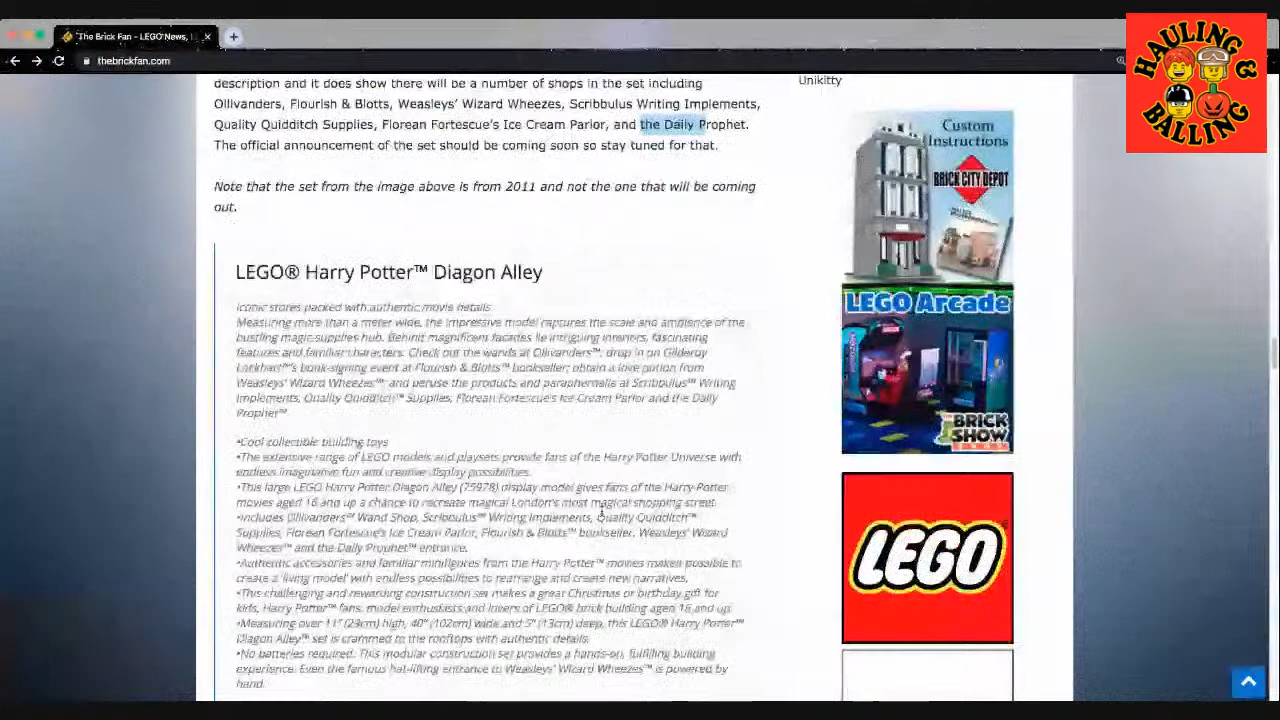 The Brick Fan - LEGO News, L
thebrickfan.com
description and it does show there will be a number of shops in the set including
Ollivanders, Flourish & Blotts, Weasleys' Wizard Wheezes, Scribbulus Writing Implements,
Quality Quidditch Supplies, Florean Fortescue's Ice Cream Parlor, and the Daily Prophet.
The official announcement of the set should be coming soon so stay tuned for that.
Note that the set from the image above is from 2011 and not the one that will be coming
out.
LEGO® Harry Potter™ Diagon Alley
Iconic stores packed with authentic movie details
Measuring more than a meter wide, the impressive model captures the scale and ambience of the
bustling magic supplies hub. Behind magnificent facades lie intriguing interiors, fascinating
features and familiar characters. Check out the wands at Ollivanders™; drop in on Gilderoy
Lockhart™'s book-signing event at Flourish & Blotts™ bookseller; obtain a love potion from
Weasleys' Wizard Wheezes™ and peruse the products and paraphernalia at Scribbulus™ Writing
Implements, Quality Quidditch™ Supplies, Florean Fortescue's Ice Cream Parlor and the Daily
Prophet™
•Cool collectible building toys
•The extensive range of LEGO models and playsets provide fans of the Harry Potter Universe with
endless imaginative fun and creative display possibilities.
•This large LEGO Harry Potter Diagon Alley (75978) display model gives fans of the Harry Potter
movies aged 16 and up a chance to recreate magical London's most magical shopping street.
•Includes Ollivanders™ Wand Shop, Scribbulus™ Writing Implements, Quality Quidditch™
Supplies, Florean Fortescue's Ice Cream Parlor, Flourish & Blotts™ bookseller, Weasleys' Wizard
Wheezes™ and the Daily Prophet™ entrance.
•Authentic accessories and familiar minifigures from the Harry Potter™ movies make it possible to
create a 'living model' with endless possibilities to rearrange and create new narratives.
•This challenging and rewarding construction set makes a great Christmas or birthday gift for
kids, Harry Potter™ fans, model enthusiasts and lovers of LEGO® brick building aged 16 and up.
•Measuring over 11" (29cm) high, 40" (102cm) wide and 5" (13cm) deep, this LEGO® Harry Potter™
Diagon Alley™ set is crammed to the rooftops with authentic details.
•No batteries required. This modular construction set provides a hands-on, fulfilling building
experience. Even the famous hat-lifting entrance to Weasleys' Wizard Wheezes™ is powered by
hand.
Unikitty
Custom
Instructions
BRICK CITY DEPOT
LEGO Arcade
BRICK
SHOW
LEGO
HAULING &
BALLING